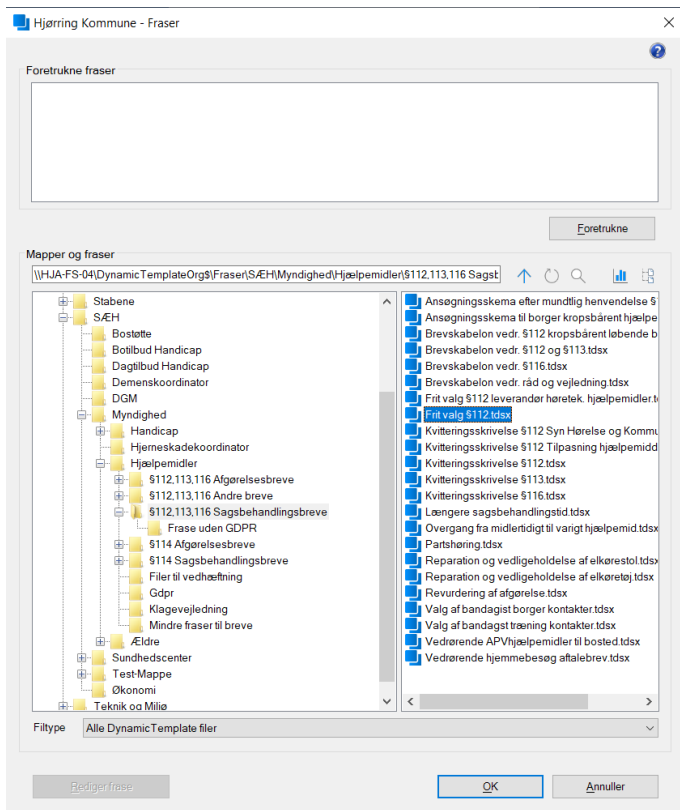 Hjørring Kommune - Fraser
Foretrukne fraser
Foretrukne
Mapper og fraser
\\HJA-FS-04\DynamicTemplateOrg$\Fraser\SÆH\Myndighed\Hjælpemidler\§112,113,116 Sagst
Stabene
SÆH
Bostøtte
Botilbud Handicap
Dagtilbud Handicap
Demenskoordinator
DGM
Myndighed
Handicap
Hjerneskadekoordinator
Hjælpemidler
§112,113,116 Afgørelsesbreve
§112,113,116 Andre breve
§112,113,116 Sagsbehandlingsbreve
Frase uden GDPR
§114 Afgørelsesbreve
§114 Sagsbehandlingsbreve
Filer til vedhæftning
Gdpr
Klagevejledning
Mindre fraser til breve
Ældre
Sundhedscenter
Test-Mappe
Økonomi
Teknik og Miljø
Ansøgningsskema efter mundtlig henvendelse §
Ansøgningsskema til borger kropsbårent hjælpe
Brevskabelon vedr. §112 kropsbårent løbende b
Brevskabelon vedr. §112 og §113.tdsx
Brevskabelon vedr. §116.tdsx
Brevskabelon vedr. råd og vejledning.tdsx
Frit valg §112 leverandør høretek. hjælpemidler.t
Frit valg §112.tdsx
Kvitteringsskrivelse §112 Syn Hørelse og Kommu
Kvitteringsskrivelse §112 Tilpasning hjælpemidd
Kvitteringsskrivelse §112.tdsx
Kvitteringsskrivelse §113.tdsx
Kvitteringsskrivelse §116.tdsx
Længere sagsbehandlingstid.tdsx
Overgang fra midlertidigt til varigt hjælpemid.tdsx
Partshøring.tdsx
Reparation og vedligeholdelse af elkørestol.tdsx
Reparation og vedligeholdelse af elkøretøj.tdsx
Revurdering af afgørelse.tdsx
Valg af bandagist borger kontakter.tdsx
Valg af bandagst træning kontakter.tdsx
Vedrørende APVhjælpemidler til bosted.tdsx
Vedrørende hjemmebesøg aftalebrev.tdsx
Filtype
Alle DynamicTemplate filer
Rediger frase
OK
Annuller